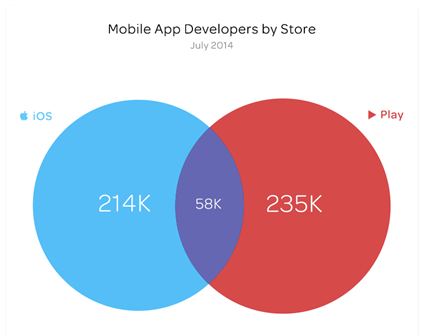 Mobile App Developers by Store
July 2014
iOS
Play
214K
58K
235K